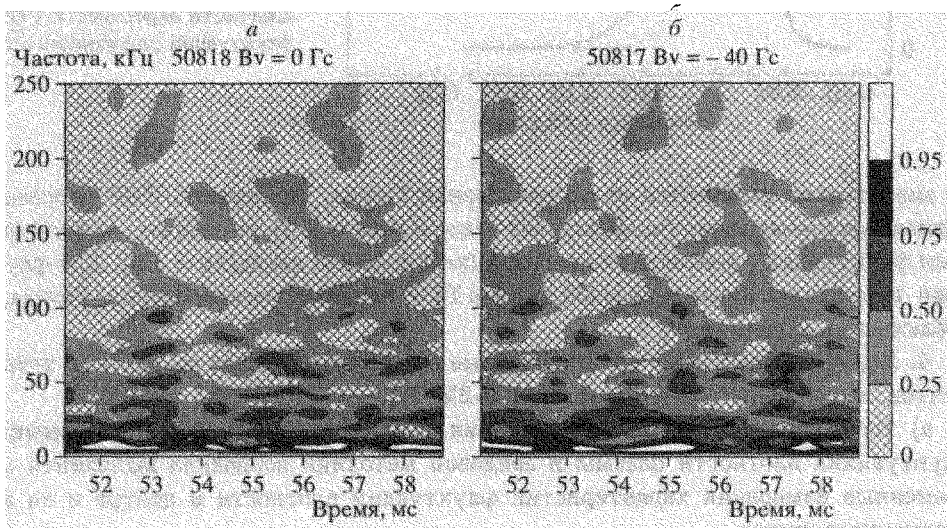 а
б
Частота, кГц 50818 Bv = 0 Гс
50817 Bv = – 40 Гс
250
200
150
100
50
0
52 53 54 55 56 57 58
Время, мс
52 53 54 55 56 57 58
Время, мс
0.95
0.75
0.50
0.25
0